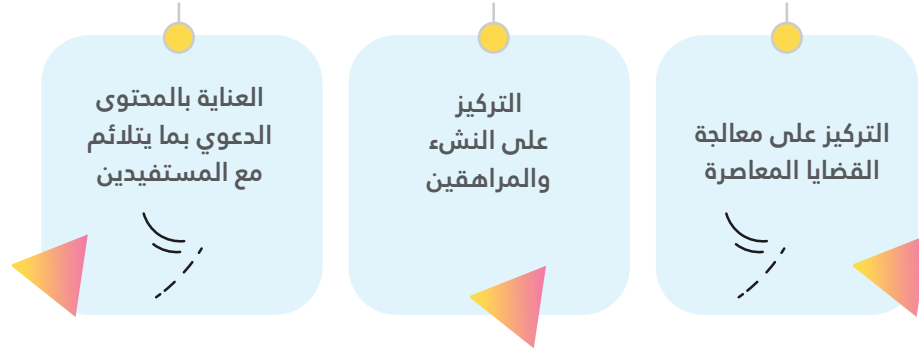 التركيز على معالجة
القضايا المعاصرة
التركيز
على النشء
والمراهقين
العناية بالمحتوى
الدعوي بما يتلائم
مع المستفيدين